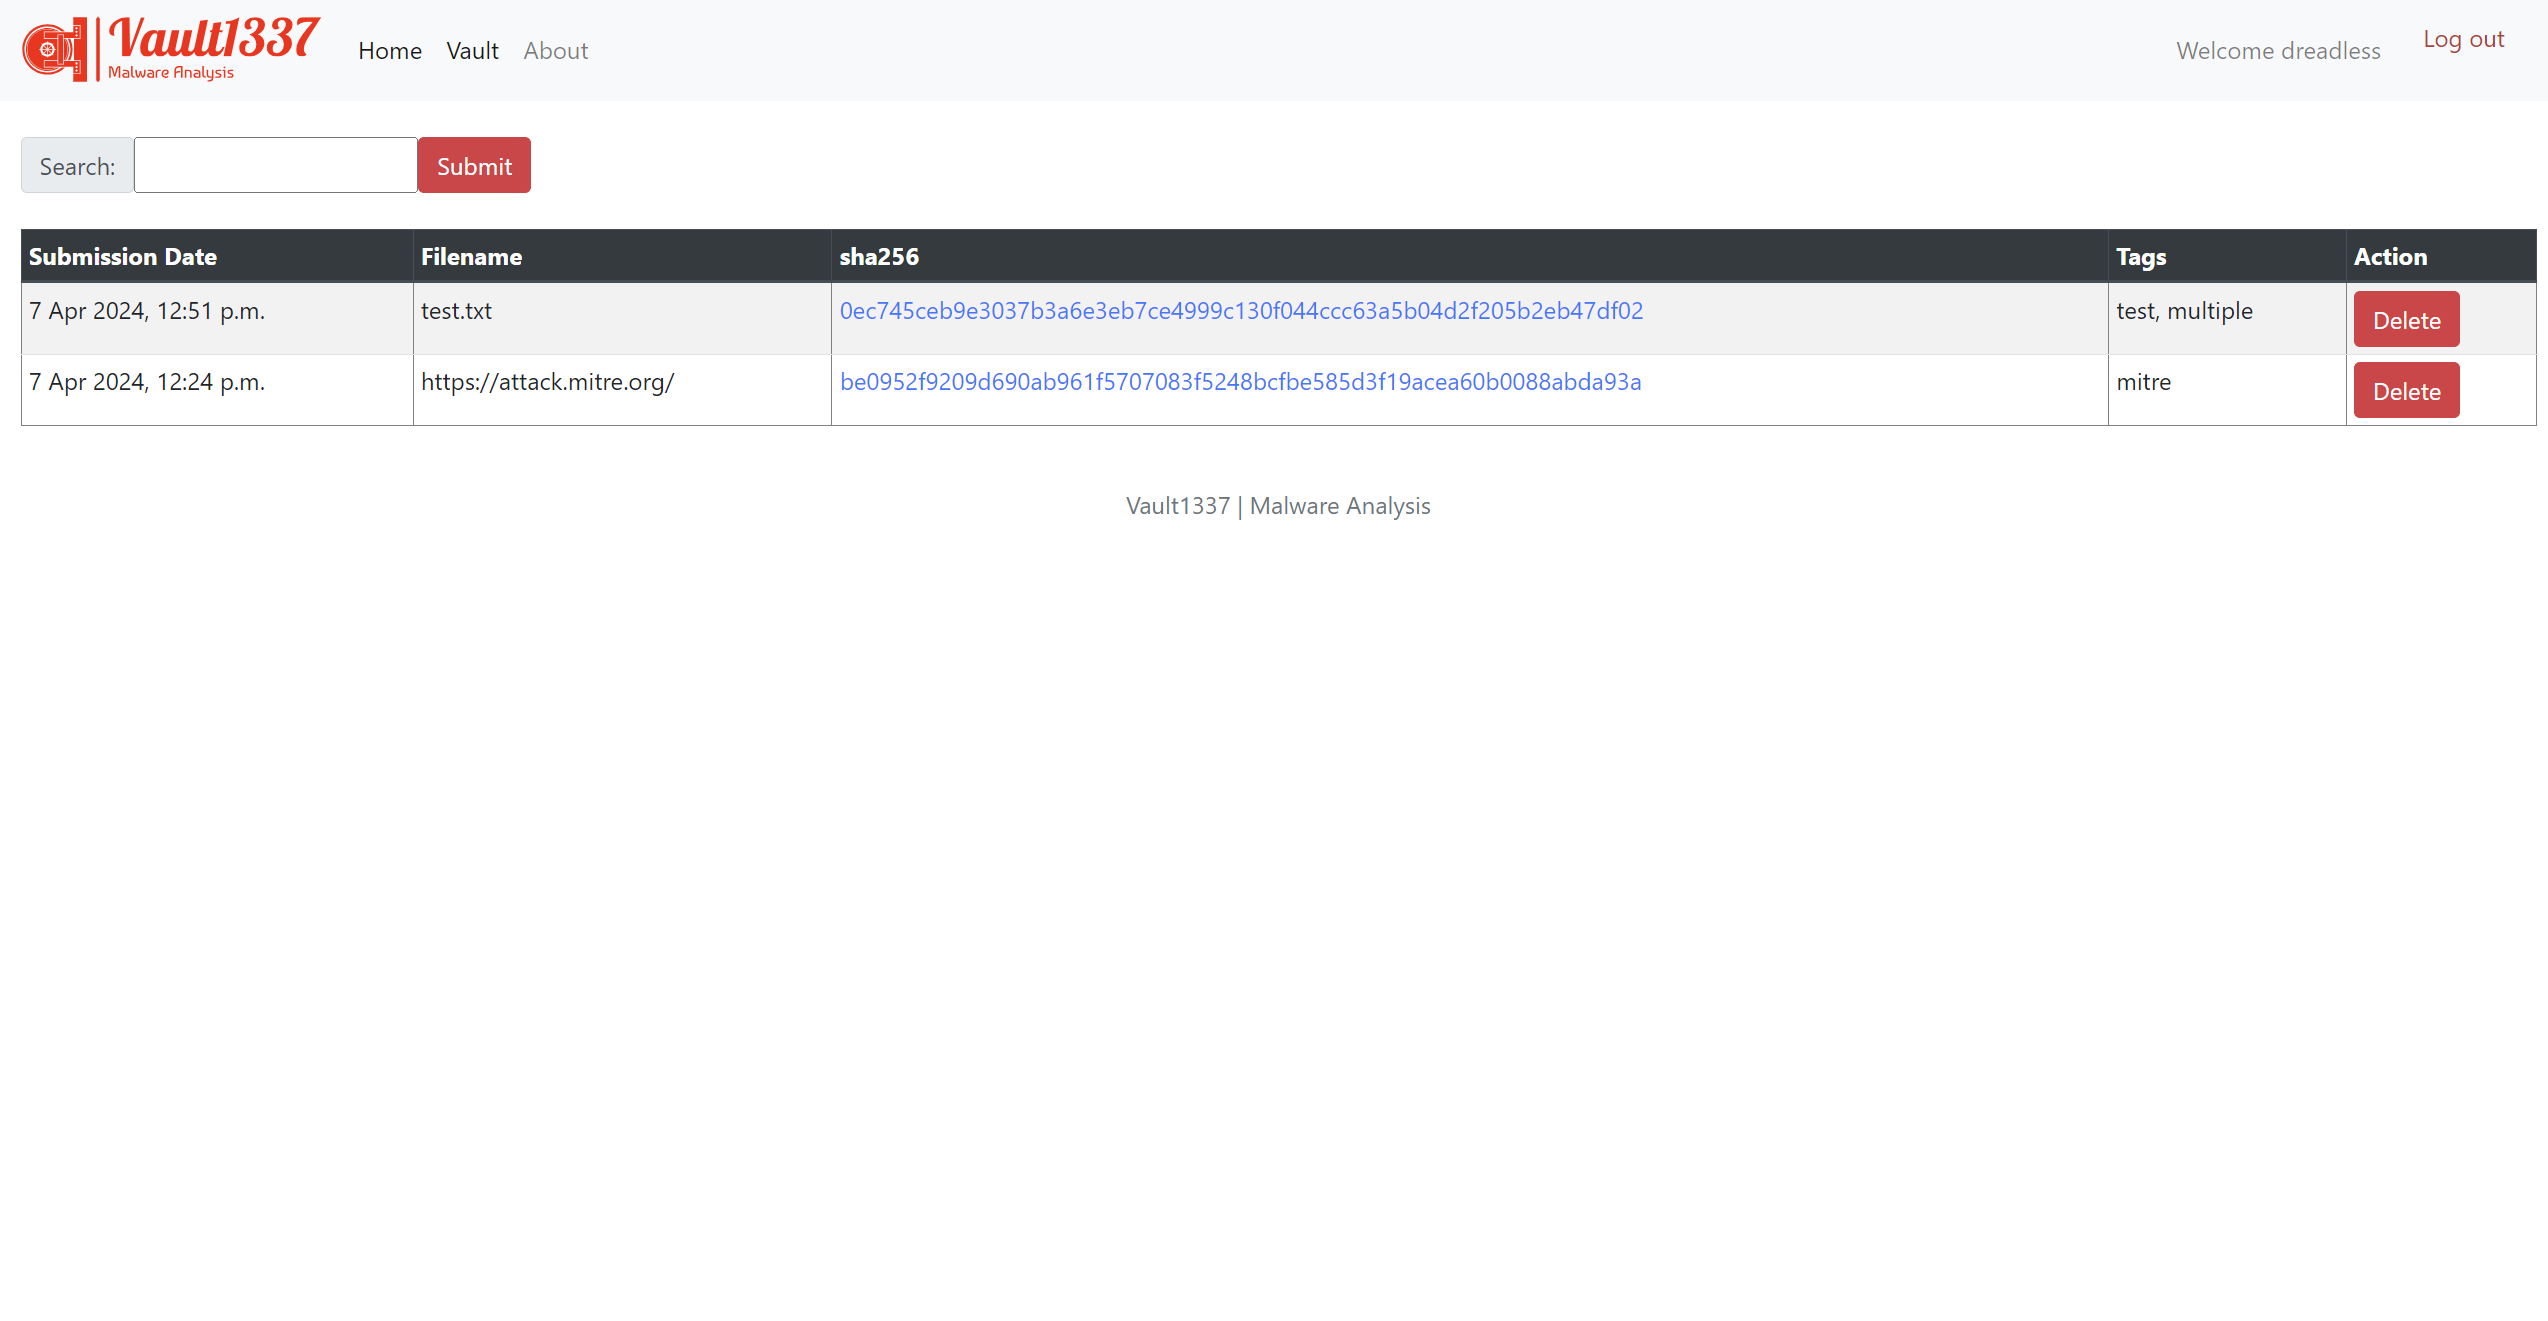 Vault1337
Malware Analysis
Home Vault About
Welcome dreadless Log out
Search: Submit
Submission Date Filename sha256 Tags Action
7 Apr 2024, 12:51 p.m. test.txt 0ec745ceb9e3037b3a6e3eb7ce4999c130f044ccc63a5b04d2f205b2eb47df02 test, multiple Delete
7 Apr 2024, 12:24 p.m. https://attack.mitre.org/ be0952f9209d690ab961f5707083f5248bcfbe585d3f19acea60b0088abda93a mitre Delete
Vault1337 | Malware Analysis